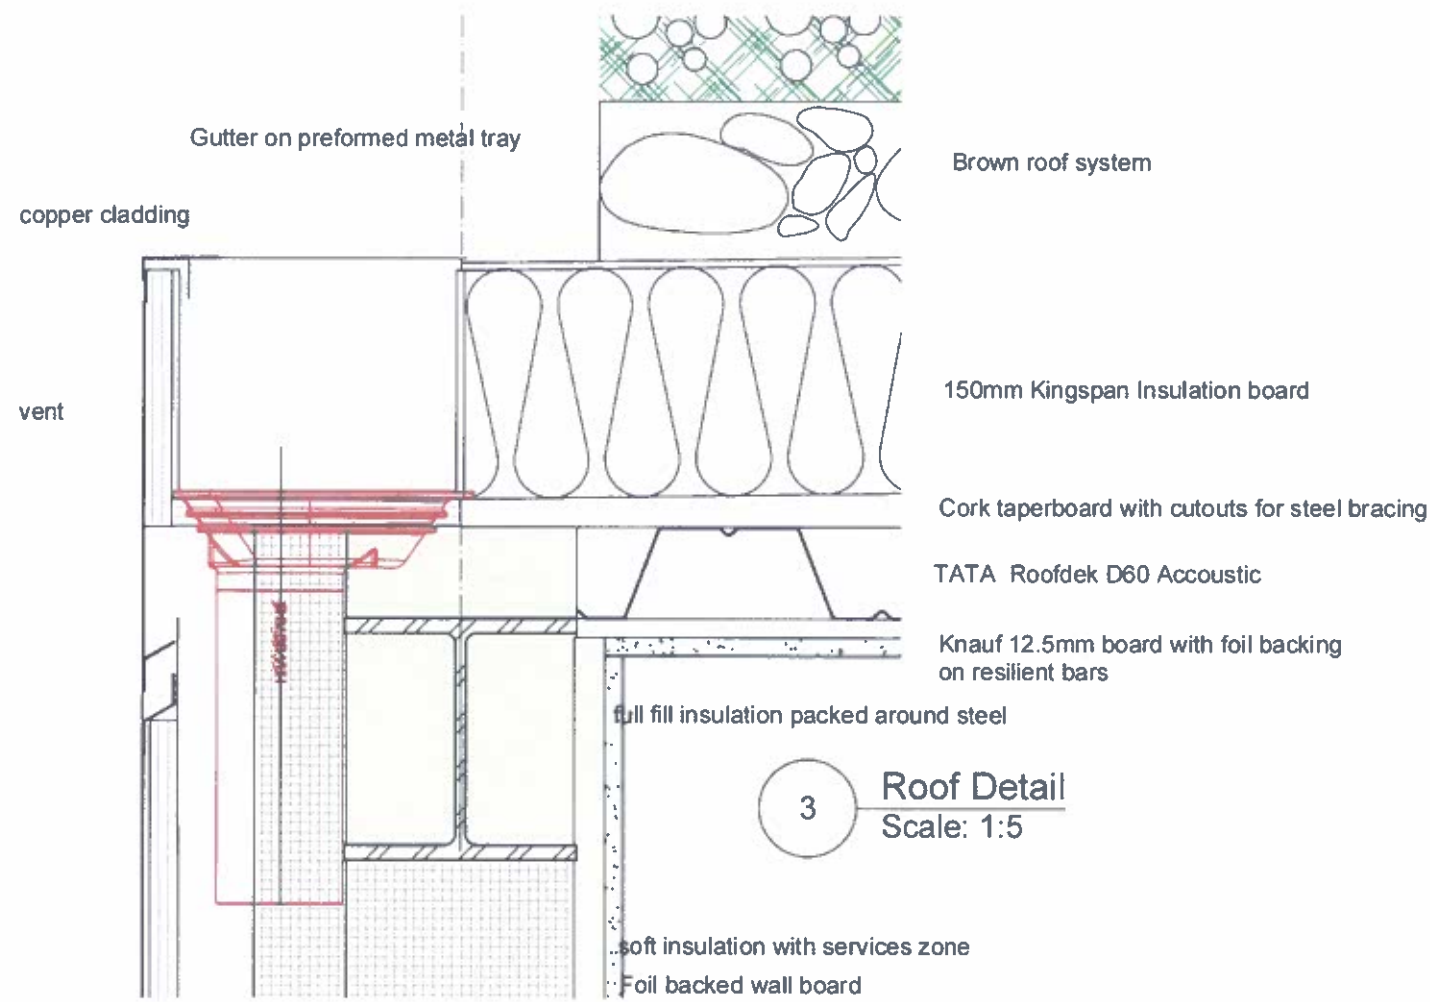 Gutter on preformed metal tray
Brown roof system
copper cladding
150mm Kingspan Insulation board
vent
Cork taperboard with cutouts for steel bracing
TATA Roofdek D60 Accoustic
Knauf 12.5mm board with foil backing
on resilient bars
full fill insulation packed around steel
3
Roof Detail
Scale: 1:5
soft insulation with services zone
Foil backed wall board